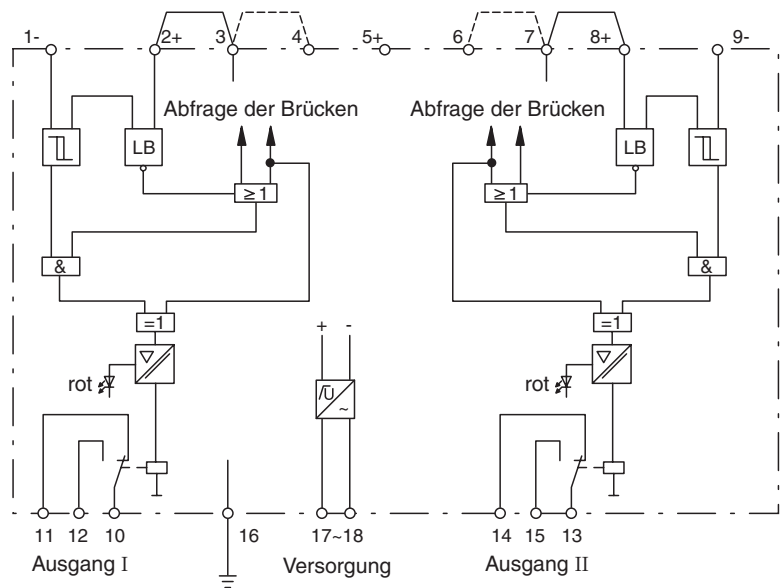 1- 2+ 3 4 5+ 6 7 8+ 9-
Abfrage der Brücken Abfrage der Brücken
LB LB
≥ 1 ≥ 1
& &
=1 + - =1
rot U ~ rot
11 12 10 16 17~18 14 15 13
Ausgang I Versorgung Ausgang II